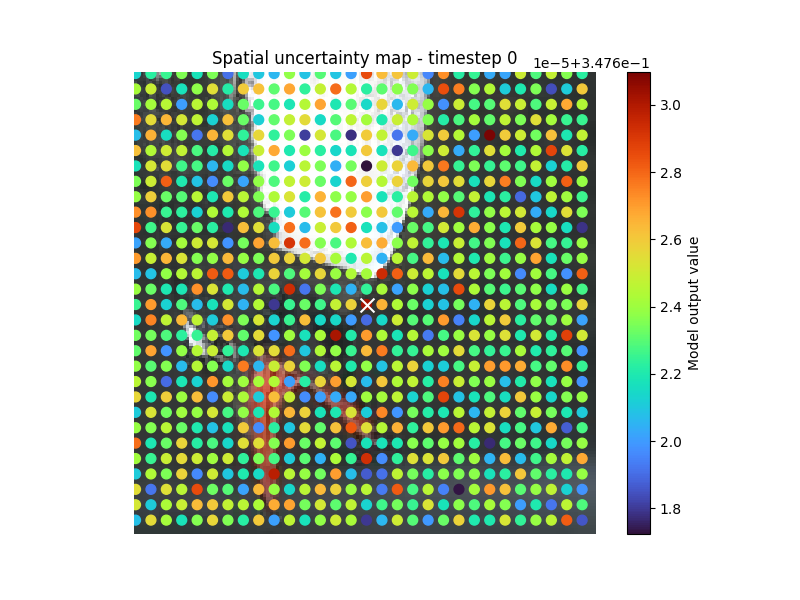 Spatial uncertainty map - timestep 0
1e-5+3.476e-1
3.0
2.8
2.6
2.4
2.2
2.0
1.8
Model output value